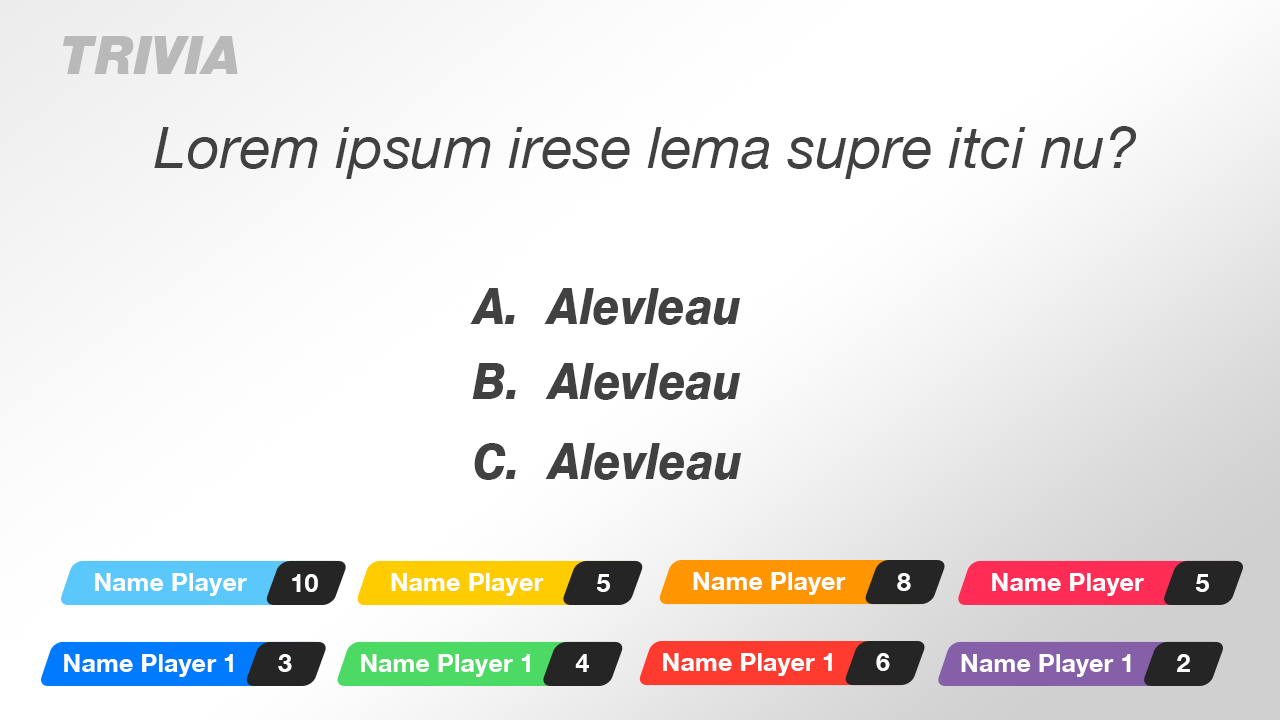 TRIVIA
Lorem ipsum irese lema supre itci nu?
A. Alevleau
B. Alevleau
C. Alevleau
Name Player 10 Name Player 5 Name Player 8 Name Player 5
Name Player 1 3 Name Player 1 4 Name Player 1 6 Name Player 1 2